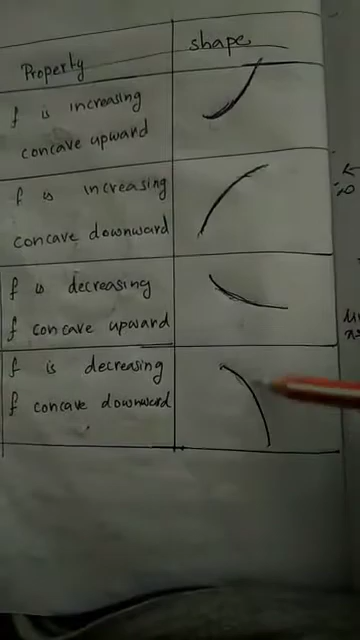 Property shape
f is increasing
concave upward
f is increasing
concave downward
f is decreasing
f concave upward
f is decreasing
f concave downward